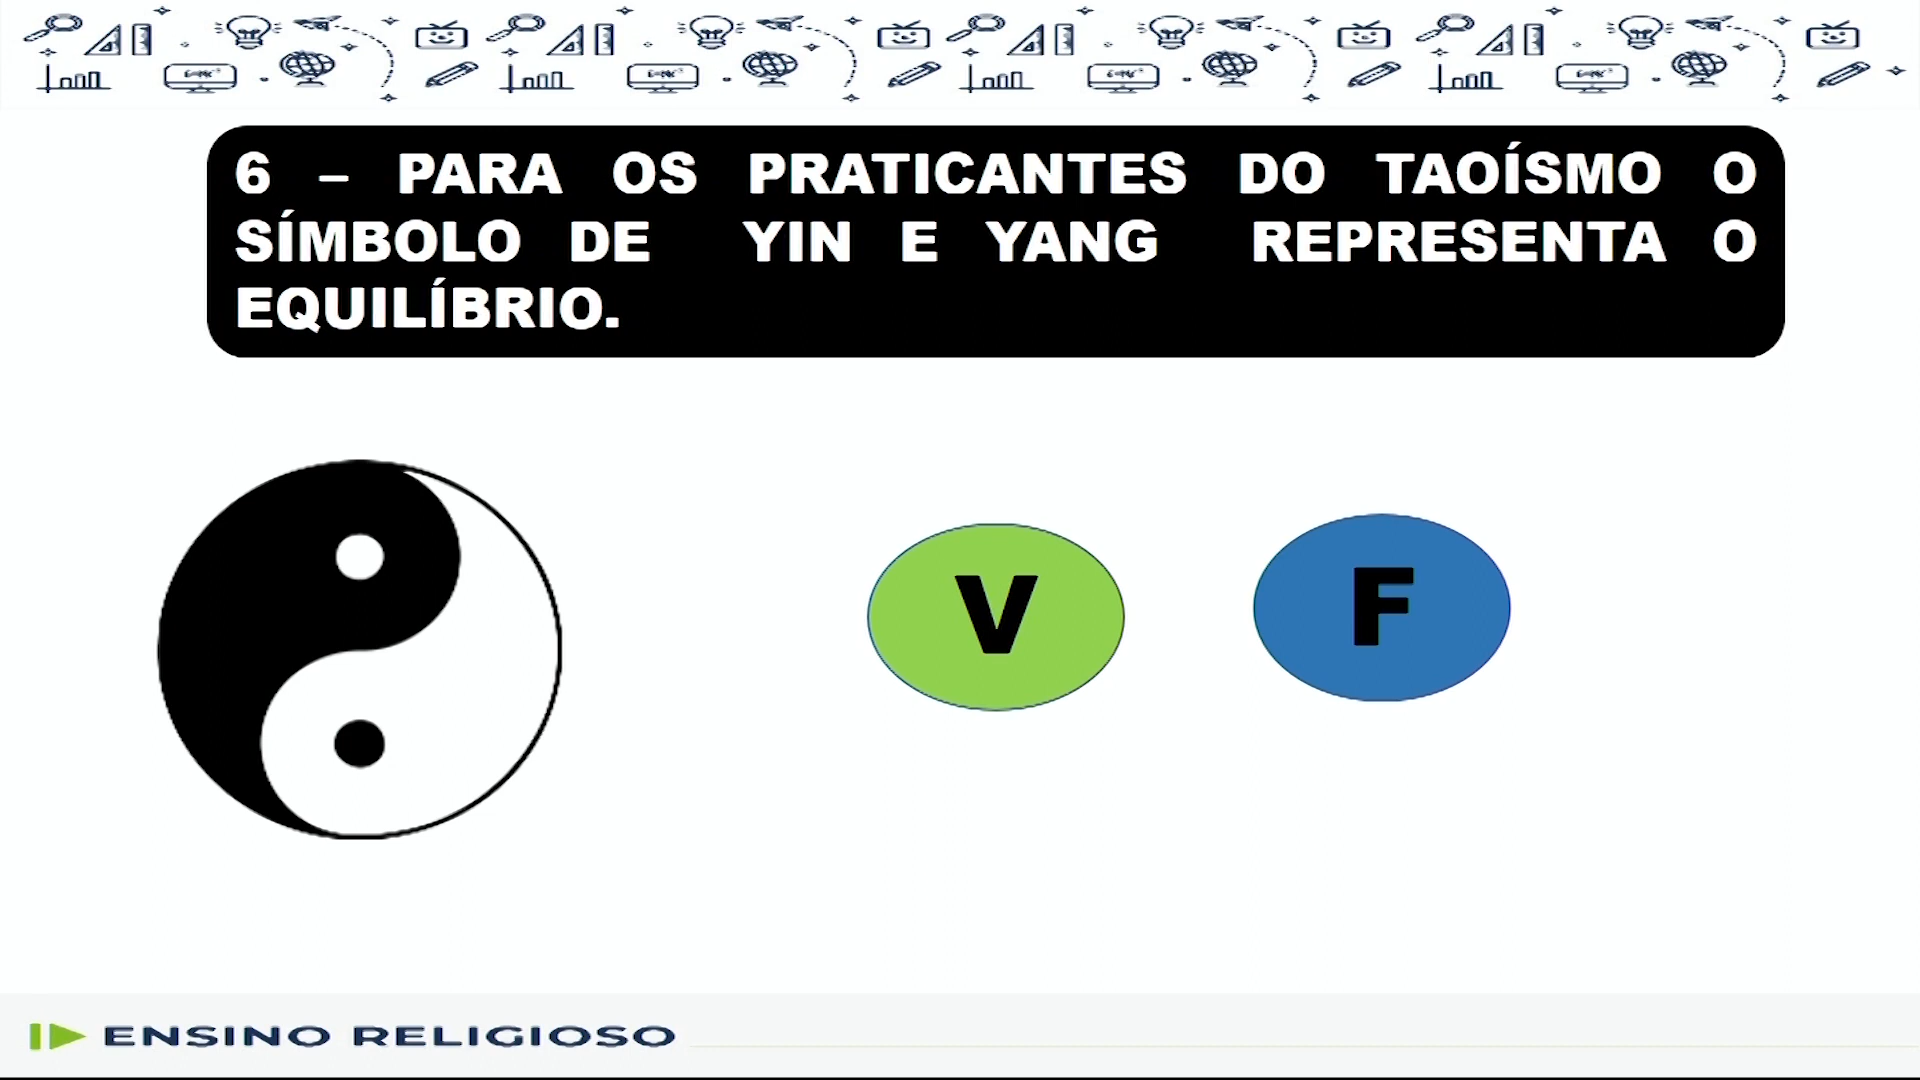 6 – PARA OS PRATICANTES DO TAOÍSMO O
SÍMBOLO DE YIN E YANG REPRESENTA O
EQUILÍBRIO.
V
F
ENSINO RELIGIOSO